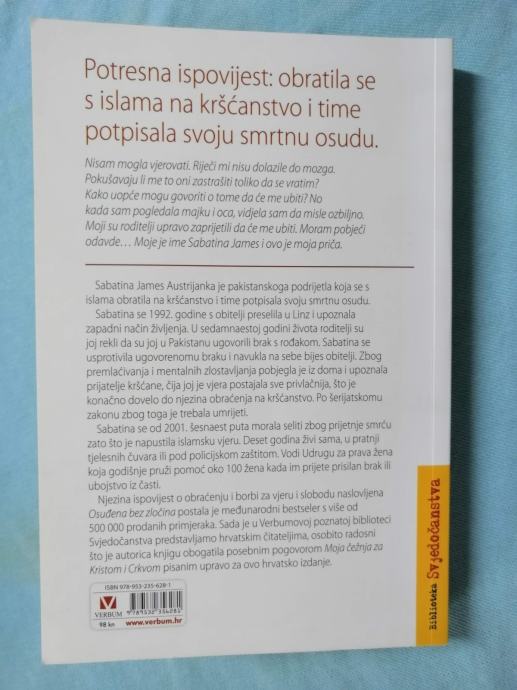 Potresna ispovijest: obratila se
s islama na kršćanstvo i time
potpisala svoju smrtnu osudu.
Nisam mogla vjerovati. Riječi mi nisu dolazile do mozga.
Pokušavaju li me to oni zastrašiti toliko da se vratim?
Kako uopće mogu govoriti o tome da će me ubiti? No
kada sam pogledala majku i oca, vidjela sam da misle ozbiljno.
Moji su roditelji upravo zaprijetili da će me ubiti. Moram pobjeći
odavde... Moje je ime Sabatina James i ovo je moja priča.
Sabatina James Austrijanka je pakistanskoga podrijetla koja se s
islama obratila na kršćanstvo i time potpisala svoju smrtnu osudu.
Sabatina se 1992. godine s obitelji preselila u Linz i upoznala
zapadni način življenja. U sedamnaestoj godini života roditelji su
joj rekli da su joj u Pakistanu ugovorili brak s rođakom. Sabatina se
usprotivila ugovorenomu braku i navukla na sebe bijes obitelji. Zbog
premlaćivanja i mentalnih zlostavljanja pobjegla je iz doma i upoznala
prijatelje kršćane, čija joj je vjera postajala sve privlačnija, što je
konačno dovelo do njezina obraćenja na kršćanstvo. Po šerijatskomu
zakonu zbog toga je trebala umrijeti.
Sabatina se od 2001. šesnaest puta morala seliti zbog prijetnje smrću
zato što je napustila islamsku vjeru. Deset godina živi sama, u pratnji
tjelesnih čuvara ili pod policijskom zaštitom. Vodi Udrugu za prava žena
koja godišnje pruži pomoć oko 100 žena kada im prijete prisilan brak ili
ubojstvo iz časti.
Njezina ispovijest o obraćenju i borbi za vjeru i slobodu naslovljena
Osuđena bez zločina postala je međunarodni bestseler s više od
500 000 prodanih primjeraka. Sada je u Verbumovoj poznatoj biblioteci
Svjedočanstva predstavljamo hrvatskim čitateljima, osobito radosni
što je autorica knjigu obogatila posebnim pogovorom Moja čežnja za
Kristom i Crkvom pisanim upravo za ovo hrvatsko izdanje.
ISBN 978-953-235-628-1
VERBUM
98 kn
9 789532 356281
www.verbum.hr
Biblioteka Svjedočanstva